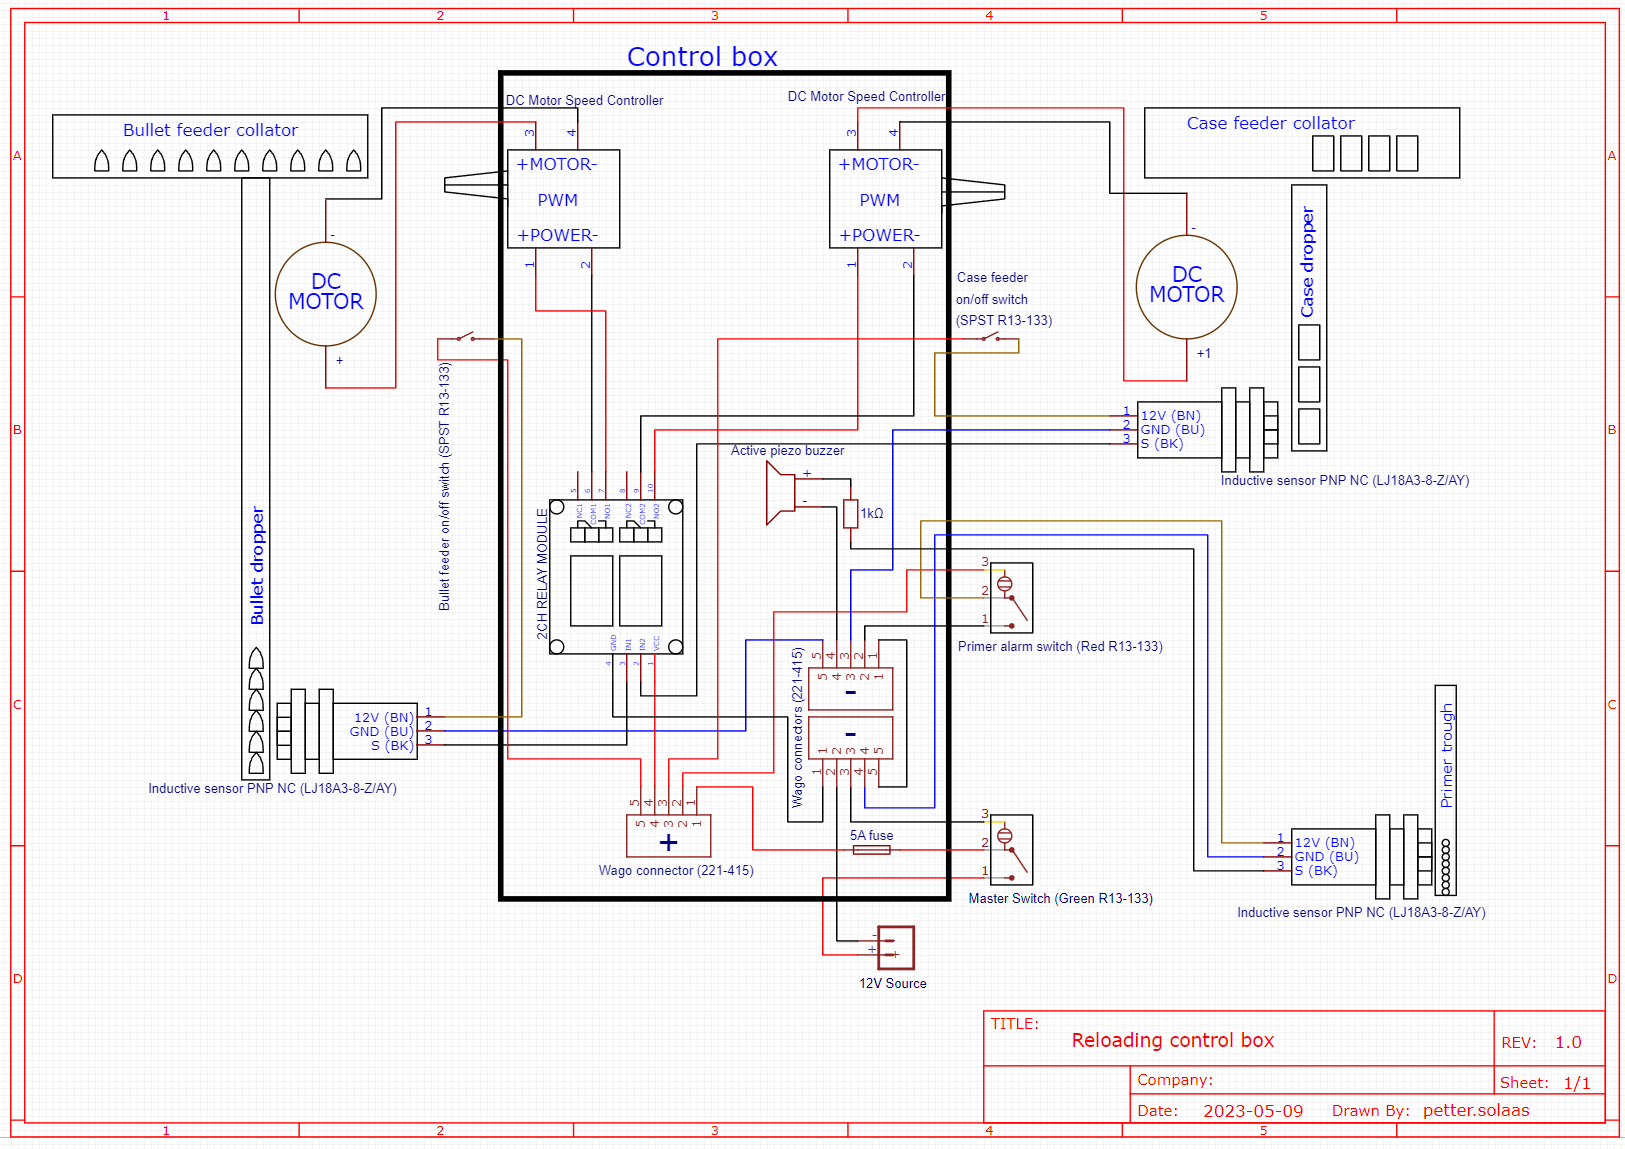 1 2 3 4 5
Control box
DC Motor Speed Controller
DC Motor Speed Controller
Bullet feeder collator
Case feeder collator
A
A
3 4
3 4
+MOTOR-
PWM
+POWER-
+MOTOR-
PWM
+POWER-
1 2
1 2
-
DC
MOTOR
+
-
DC
MOTOR
+1
Case dropper
Case feeder
on/off switch
(SPST R13-133)
Bullet feeder on/off switch (SPST R13-133)
B
B
1 12V (BN)
2 GND (BU)
3 S (BK)
Inductive sensor PNP NC (LJ18A3-8-Z/AY)
Active piezo buzzer
+
-
1kΩ
Bullet dropper
2CH RELAY MODULE
5 6 7 8 9 10
NC1 COM1 NO1 NC2 COM2 NO2
GND IN1 IN2 VCC
4 3 2 1
3
2
1
Primer alarm switch (Red R13-133)
Wago connectors (221-415)
5 4 3 2 1
5 4 3 2 1
-
-
1 2 3 4 5
1 2 3 4 5
C
C
12V (BN) 1
GND (BU) 2
S (BK) 3
Inductive sensor PNP NC (LJ18A3-8-Z/AY)
Primer trough
5 4 3 2 1
5 4 3 2 1
+
Wago connector (221-415)
5A fuse
3
2
1
Master Switch (Green R13-133)
1 12V (BN)
2 GND (BU)
3 S (BK)
Inductive sensor PNP NC (LJ18A3-8-Z/AY)
-
+
12V Source
D
D
TITLE:
Reloading control box
REV: 1.0
Company:
Sheet: 1/1
Date: 2023-05-09 Drawn By: petter.solaas
1 2 3 4 5